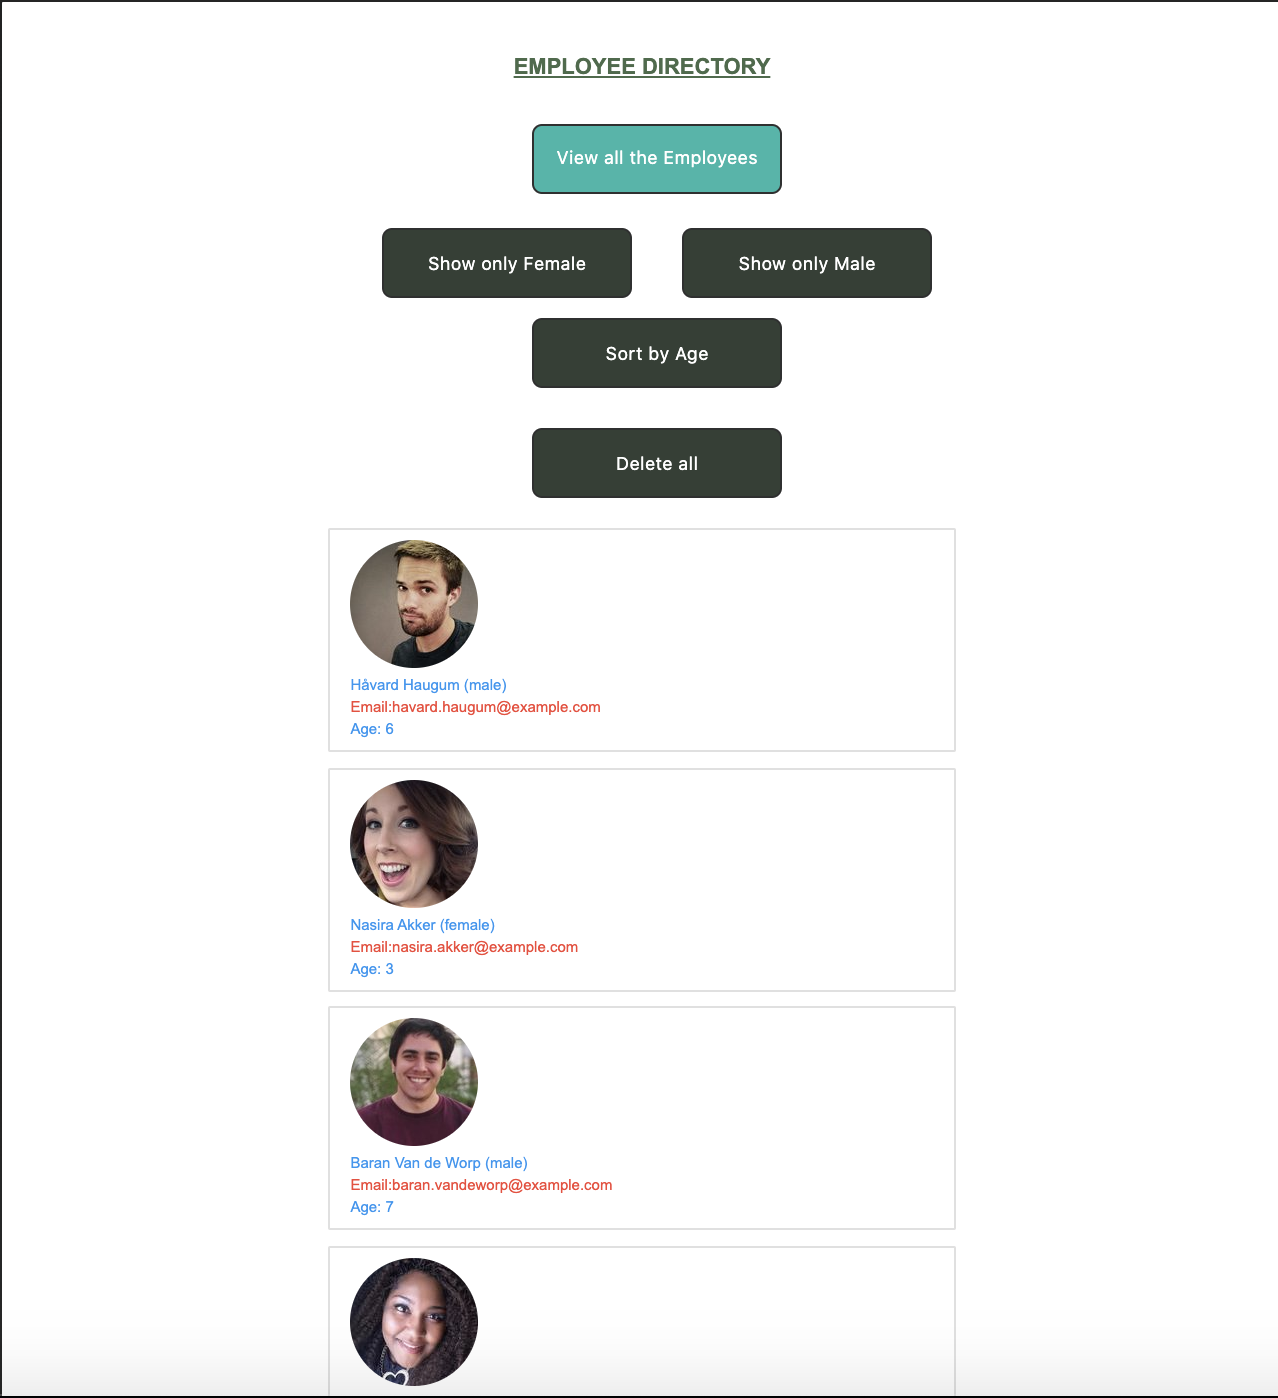 EMPLOYEE DIRECTORY
View all the Employees
Show only Female
Show only Male
Sort by Age
Delete all
Håvard Haugum (male)
Email:havard.haugum@example.com
Age: 6
Nasira Akker (female)
Email:nasira.akker@example.com
Age: 3
Baran Van de Worp (male)
Email:baran.vandeworp@example.com
Age: 7